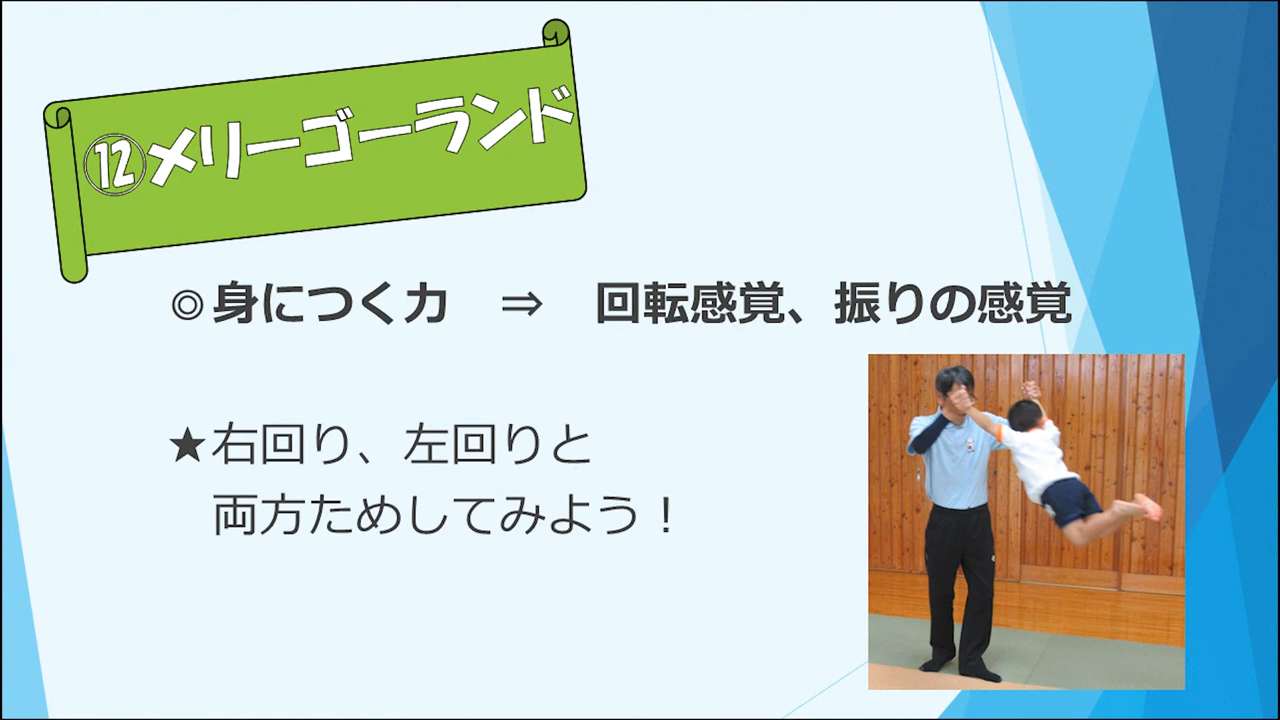 ⑫メリーゴーランド
◎身につく力　⇒　回転感覚、振りの感覚
★右回り、左回りと
両方ためしてみよう！